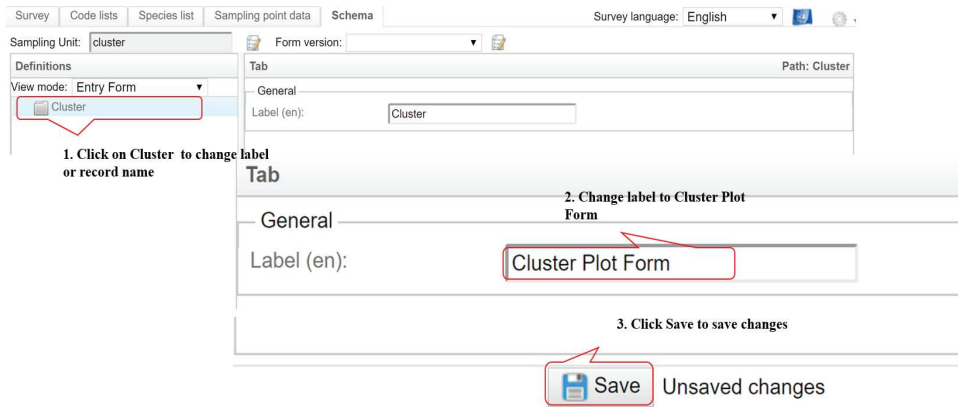 Survey Code lists Species list Sampling point data Schema Survey language: English
Sampling Unit: cluster Form version:
Definitions Tab Path: Cluster
View mode: Entry Form General
Cluster Label (en): Cluster
1. Click on Cluster to change label
or record name
Tab
2. Change label to Cluster Plot
Form
General
Label (en): Cluster Plot Form
3. Click Save to save changes
Save Unsaved changes